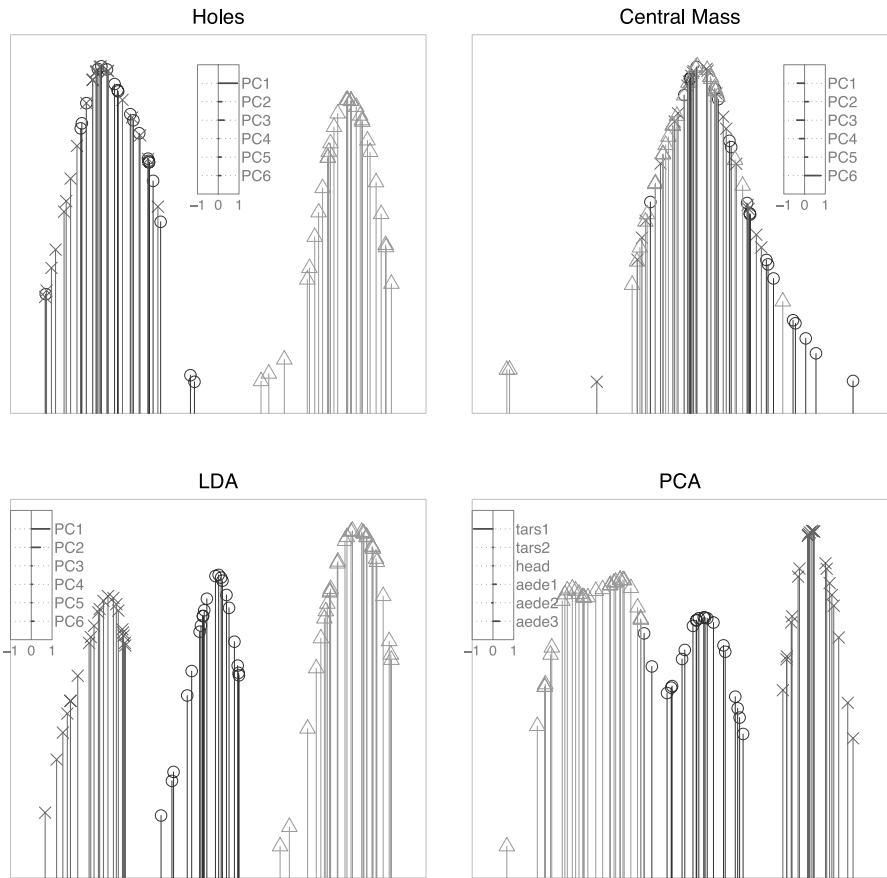 Holes
PC1
PC2
PC3
PC4
PC5
PC6
−1 0 1
Central Mass
PC1
PC2
PC3
PC4
PC5
PC6
−1 0 1
LDA
PC1
PC2
PC3
PC4
PC5
PC6
−1 0 1
PCA
tars1
tars2
head
aede1
aede2
aede3
−1 0 1